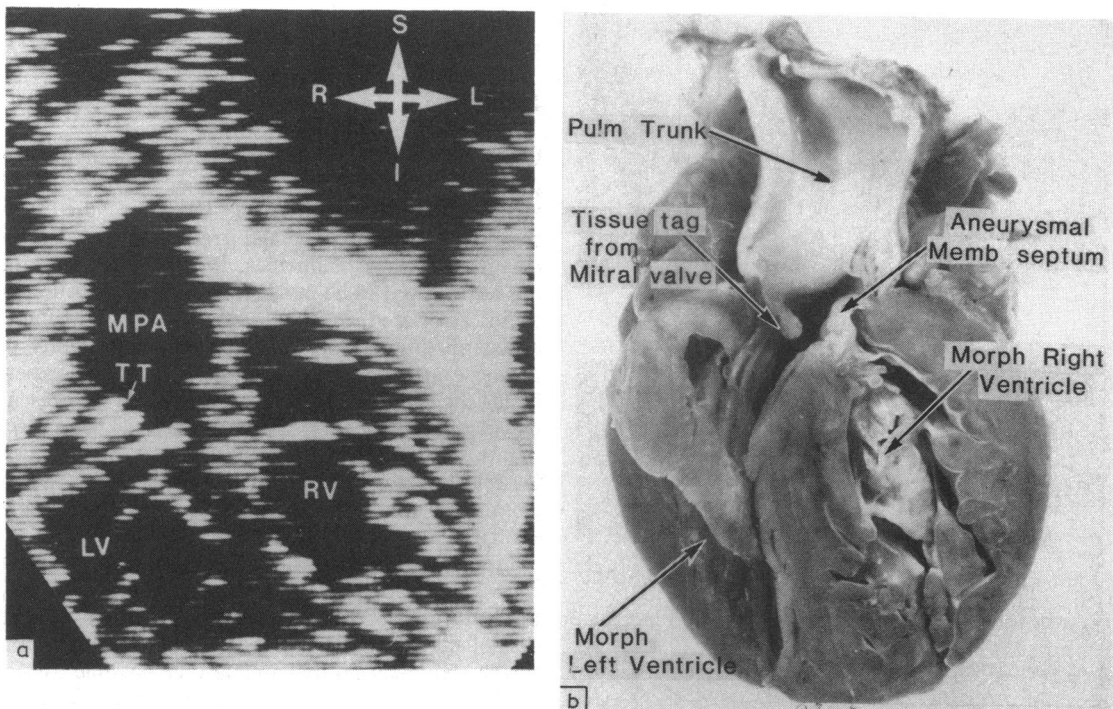 S
R L
I
MPA
TT
RV
LV
a
Pulm Trunk
Tissue tag
from
Mitral valve
Aneurysmal
Memb septum
Morph Right
Ventricle
Morph
Left Ventricle
b